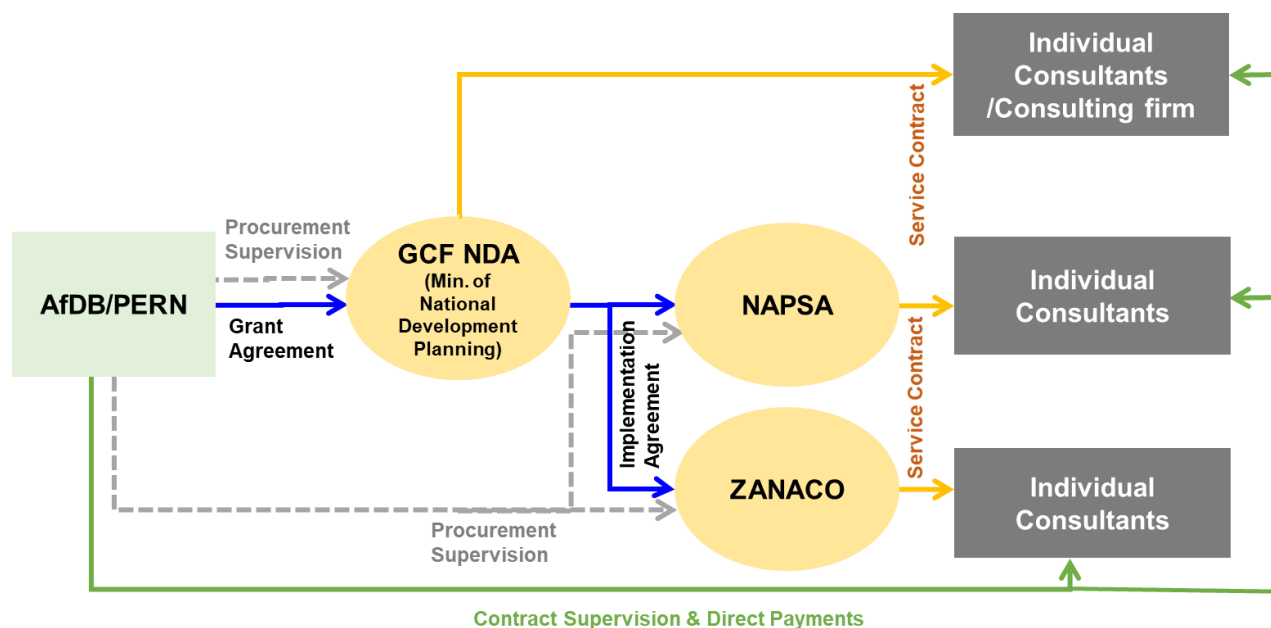 Individual
Consultants
/Consulting firm
Service Contract
Procurement
Supervision
AfDB/PERN
Grant
Agreement
GCF NDA
(Min. of
National
Development
Planning)
NAPSA
Individual
Consultants
Implementation
Agreement
Service Contract
ZANACO
Individual
Consultants
Procurement
Supervision
Contract Supervision & Direct Payments